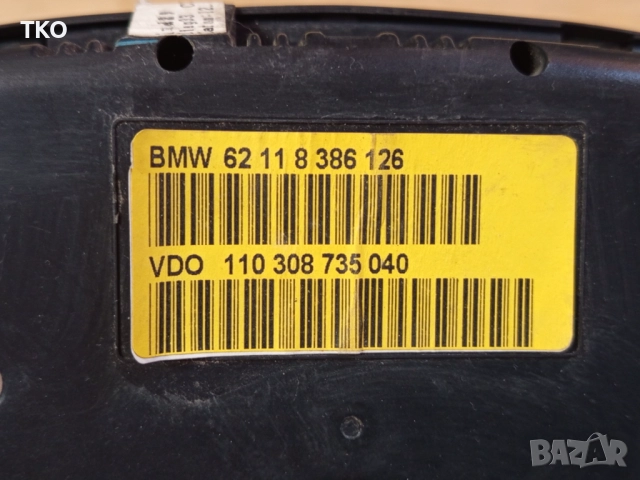 TKO
BMW 62 11 8 386 126
VDO 110 308 735 040
BAZAR